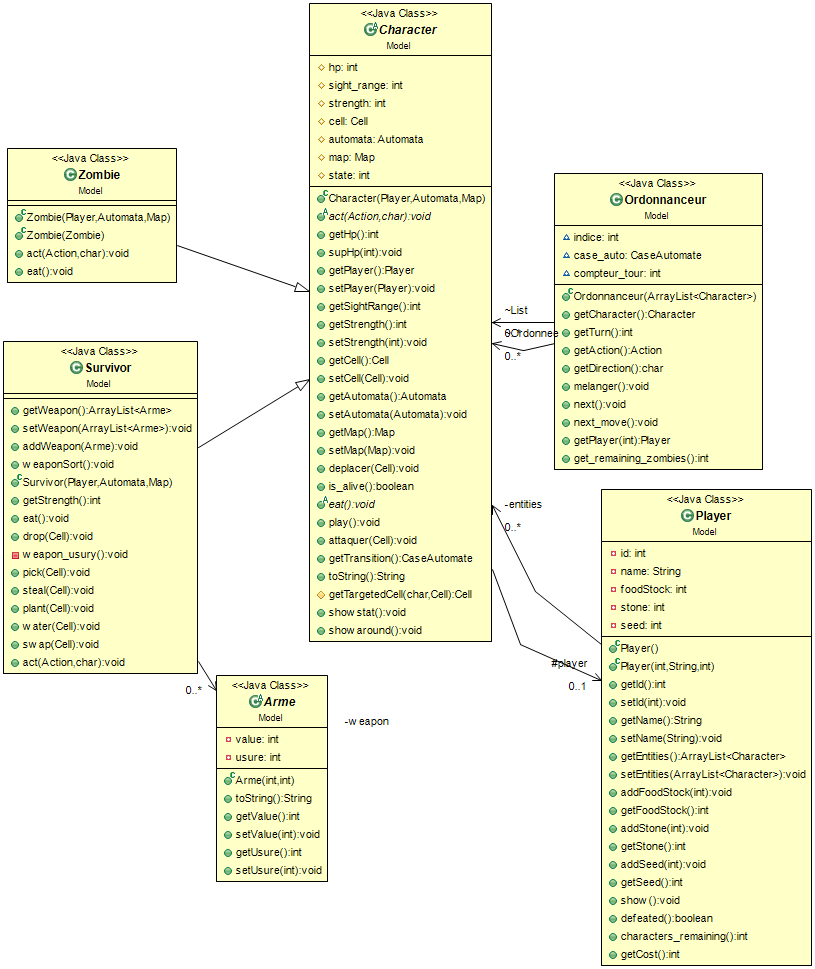 <<Java Class>>
Character
Model
hp: int
sight_range: int
strength: int
cell: Cell
automata: Automata
map: Map
state: int
Character(Player,Automata,Map)
act(Action,char):void
getHp():int
supHp(int):void
getPlayer():Player
setPlayer(Player):void
getSightRange():int
getStrength():int
setStrength(int):void
getCell():Cell
setCell(Cell):void
getAutomata():Automata
setAutomata(Automata):void
getMap():Map
setMap(Map):void
deplacer(Cell):void
is_alive():boolean
eat():void
play():void
attaquer(Cell):void
getTransition():CaseAutomate
toString():String
getTargetedCell(char,Cell):Cell
show stat():void
show around():void
<<Java Class>>
Zombie
Model
Zombie(Player,Automata,Map)
Zombie(Zombie)
act(Action,char):void
eat():void
<<Java Class>>
Ordonnanceur
Model
indice: int
case_auto: CaseAutomate
compteur_tour: int
Ordonnanceur(ArrayList<Character>)
getCharacter():Character
getTurn():int
getAction():Action
getDirection():char
melanger():void
next():void
next_move():void
getPlayer(int):Player
get_remaining_zombies():int
~List
0..*
<<Java Class>>
Survivor
Model
getWeapon():ArrayList<Arme>
setWeapon(ArrayList<Arme>):void
addWeapon(Arme):void
weaponSort():void
Survivor(Player,Automata,Map)
getStrength():int
eat():void
drop(Cell):void
weapon_usury():void
pick(Cell):void
steal(Cell):void
plant(Cell):void
water(Cell):void
swap(Cell):void
act(Action,char):void
-entities
0..*
#player
0..1
<<Java Class>>
Player
Model
id: int
name: String
foodStock: int
stone: int
seed: int
Player()
Player(int,String,int)
getId():int
setId(int):void
getName():String
setName(String):void
getEntities():ArrayList<Character>
setEntities(ArrayList<Character>):void
addFoodStock(int):void
getFoodStock():int
addStone(int):void
getStone():int
addSeed(int):void
getSeed():int
show():void
defeated():boolean
characters_remaining():int
getCost():int
0..*
-weapon
<<Java Class>>
Arme
Model
value: int
usure: int
Arme(int,int)
toString():String
getValue():int
setValue(int):void
getUsure():int
setUsure(int):void